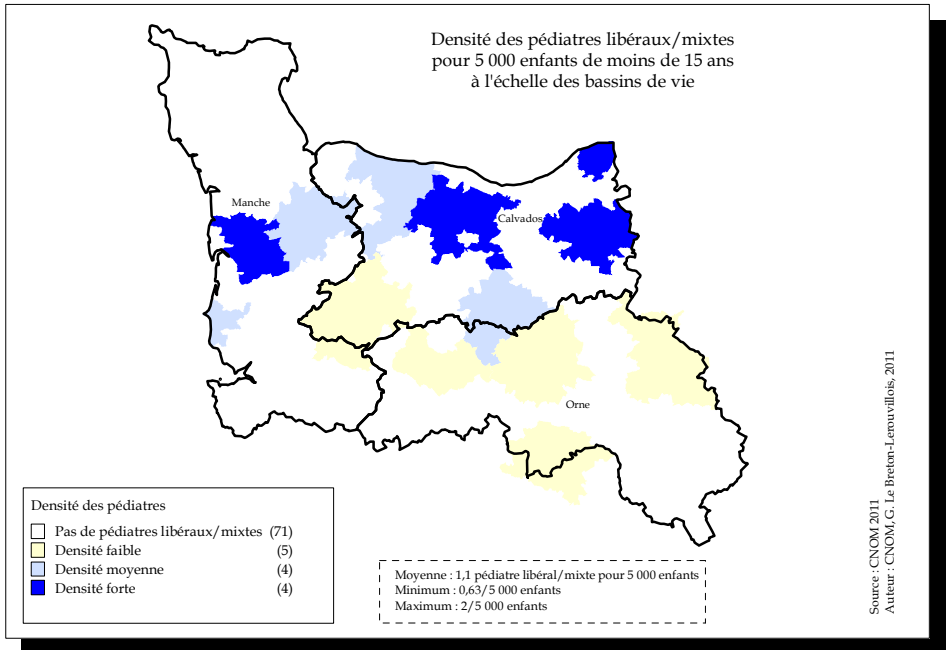 Densité des pédiatres libéraux/mixtes
pour 5 000 enfants de moins de 15 ans
à l'échelle des bassins de vie
Manche
Calvados
Orne
Densité des pédiatres
Pas de pédiatres libéraux/mixtes (71)
Densité faible (5)
Densité moyenne (4)
Densité forte (4)
Moyenne : 1,1 pédiatre libéral/mixte pour 5 000 enfants
Minimum : 0,63/5 000 enfants
Maximum : 2/5 000 enfants
Source : CNOM 2011
Auteur : CNOM, G. Le Breton-Lerouvillois, 2011